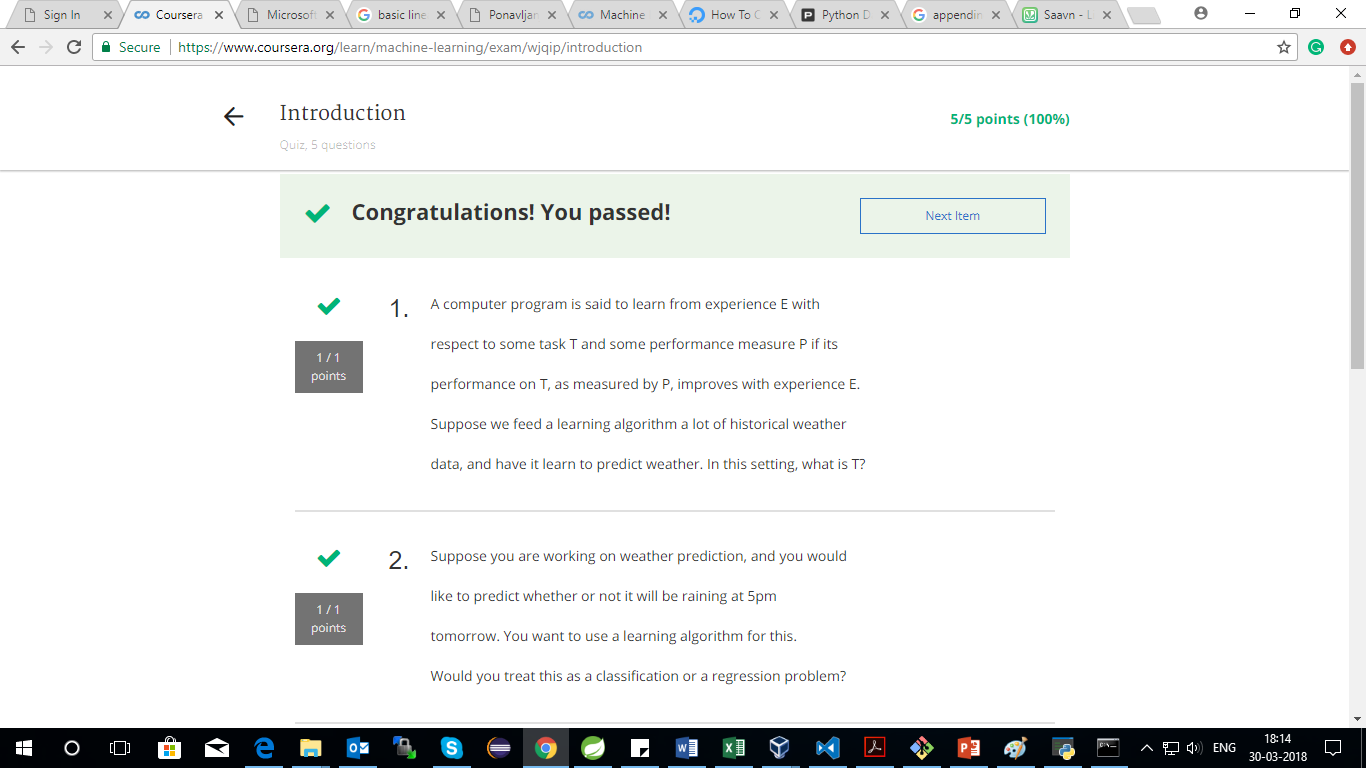 Sign In
Coursera
Microsoft
basic line
Ponavljan
Machine
How To C
Python D
appendin
Saavn - L
Secure
https://www.coursera.org/learn/machine-learning/exam/wjqip/introduction
Introduction
5/5 points (100%)
Quiz, 5 questions
Congratulations! You passed!
Next Item
1.
A computer program is said to learn from experience E with
respect to some task T and some performance measure P if its
performance on T, as measured by P, improves with experience E.
Suppose we feed a learning algorithm a lot of historical weather
data, and have it learn to predict weather. In this setting, what is T?
1 / 1
points
2.
Suppose you are working on weather prediction, and you would
like to predict whether or not it will be raining at 5pm
tomorrow. You want to use a learning algorithm for this.
Would you treat this as a classification or a regression problem?
1 / 1
points
ENG
18:14
30-03-2018